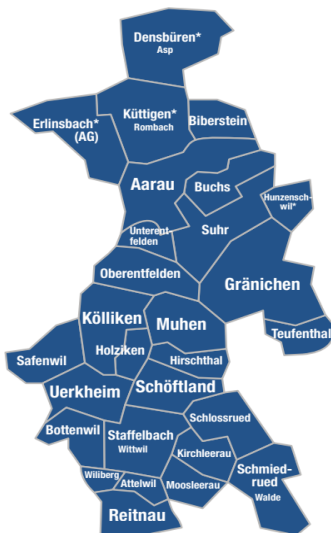 Densbüren*
Asp
Küttigen*
Rombach
Biberstein
Erlinsbach*
(AG)
Aarau
Buchs
Hunzensch-
wil*
Unterent-
felden
Suhr
Oberentfelden
Gränichen
Kölliken
Muhen
Teufenthal
Holziken
Safenwil
Hirschthal
Uerkheim
Schöftland
Schlossrued
Bottenwil
Staffelbach
Wittwil
Kirchleerau
Schmied-
rued
Walde
Wiliberg
Attelwil
Moosleerau
Reitnau